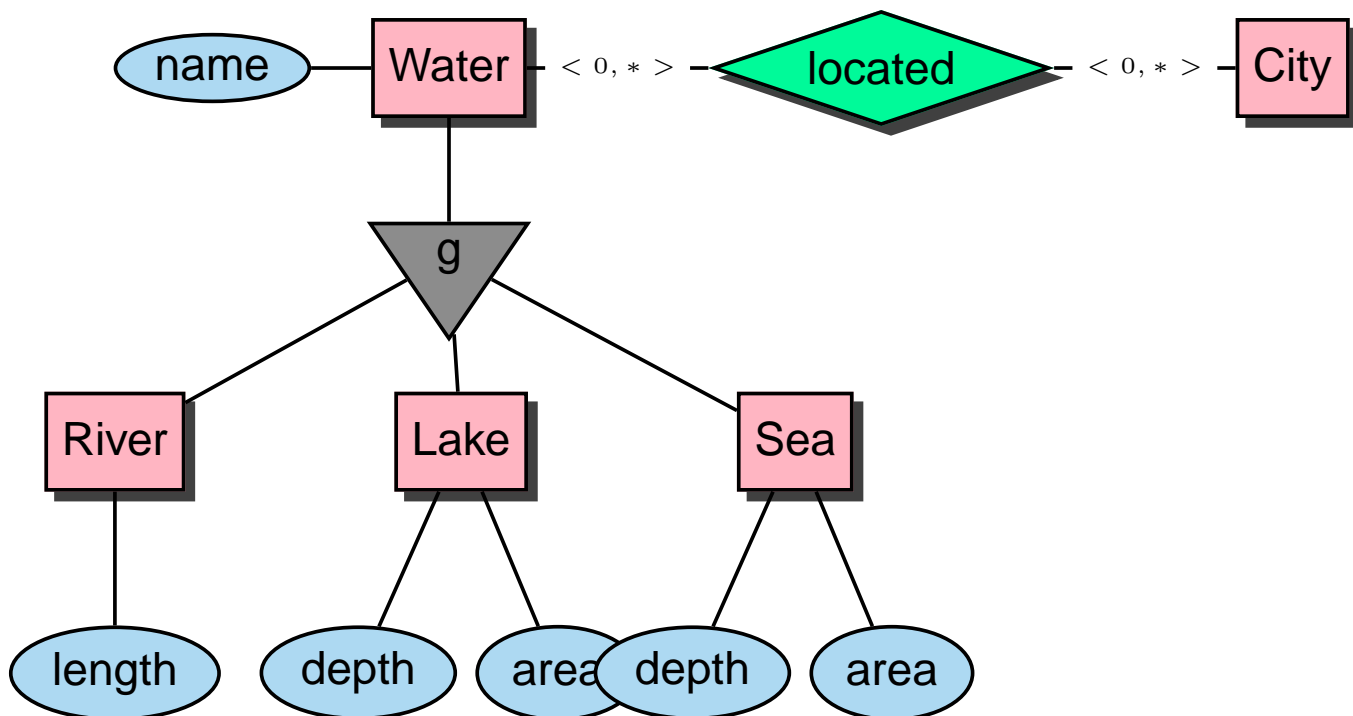 name Water < 0, * > located < 0, * > City
g
River Lake Sea
length depth area depth area